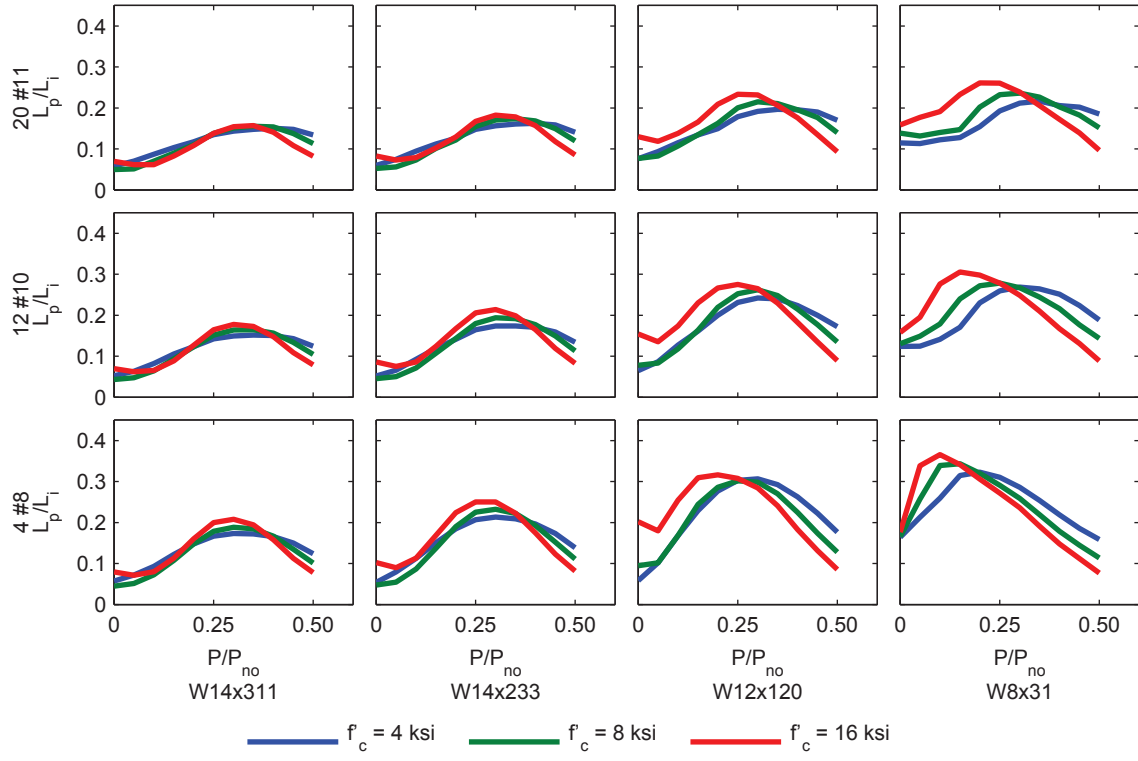 20 #11
L_p/L_i
0.4
0.3
0.2
0.1
0
12 #10
L_p/L_i
0.4
0.3
0.2
0.1
0
4 #8
L_p/L_i
0.4
0.3
0.2
0.1
0
0 0.25 0.50 0 0.25 0.50 0 0.25 0.50 0 0.25 0.50
P/P_no P/P_no P/P_no P/P_no
W14x311 W14x233 W12x120 W8x31
f'_c = 4 ksi f'_c = 8 ksi f'_c = 16 ksi